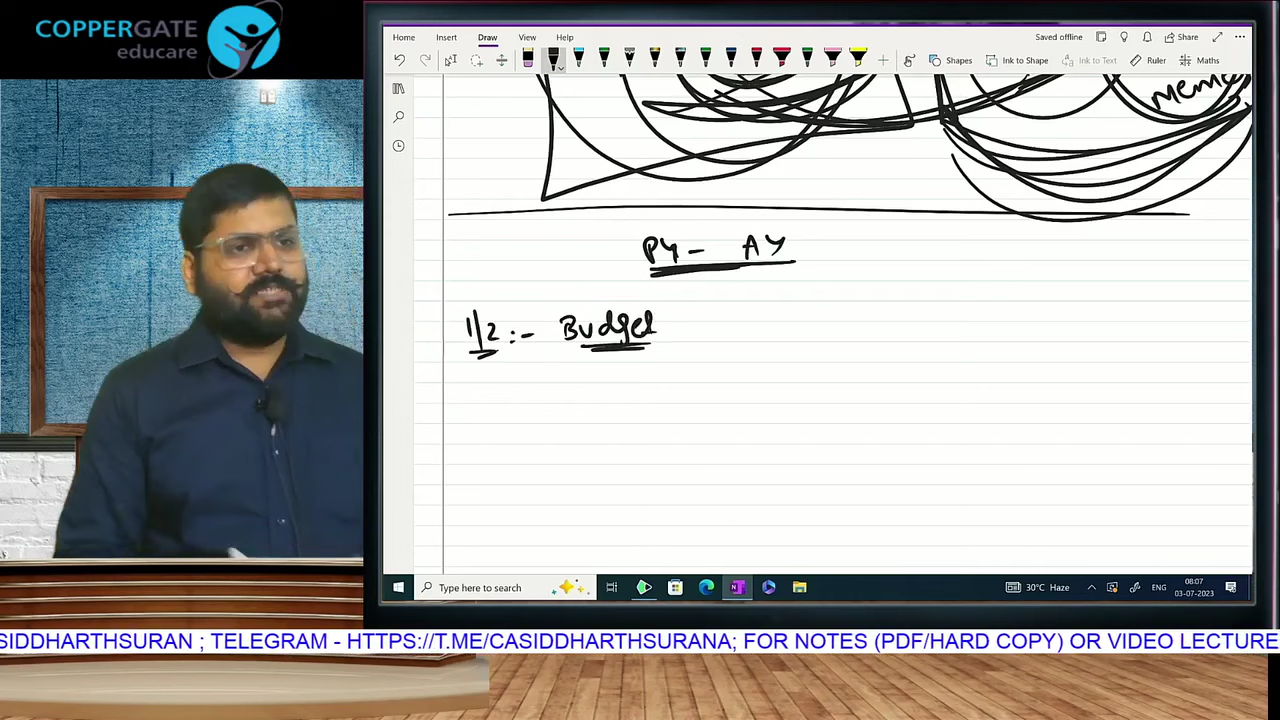 COPPERGATE
educare
Home Insert Draw View Help
Saved offline
Share
Shapes
Ink to Shape
Ink to Text
Ruler
Maths
Mem
PY - AY
1/2 :- Budget
Type here to search
30°C Haze
ENG
08:07
03-07-2023
SIDDHARTHSURAN ; TELEGRAM - HTTPS://T.ME/CASIDDHARTHSURANA; FOR NOTES (PDF/HARD COPY) OR VIDEO LECTURE